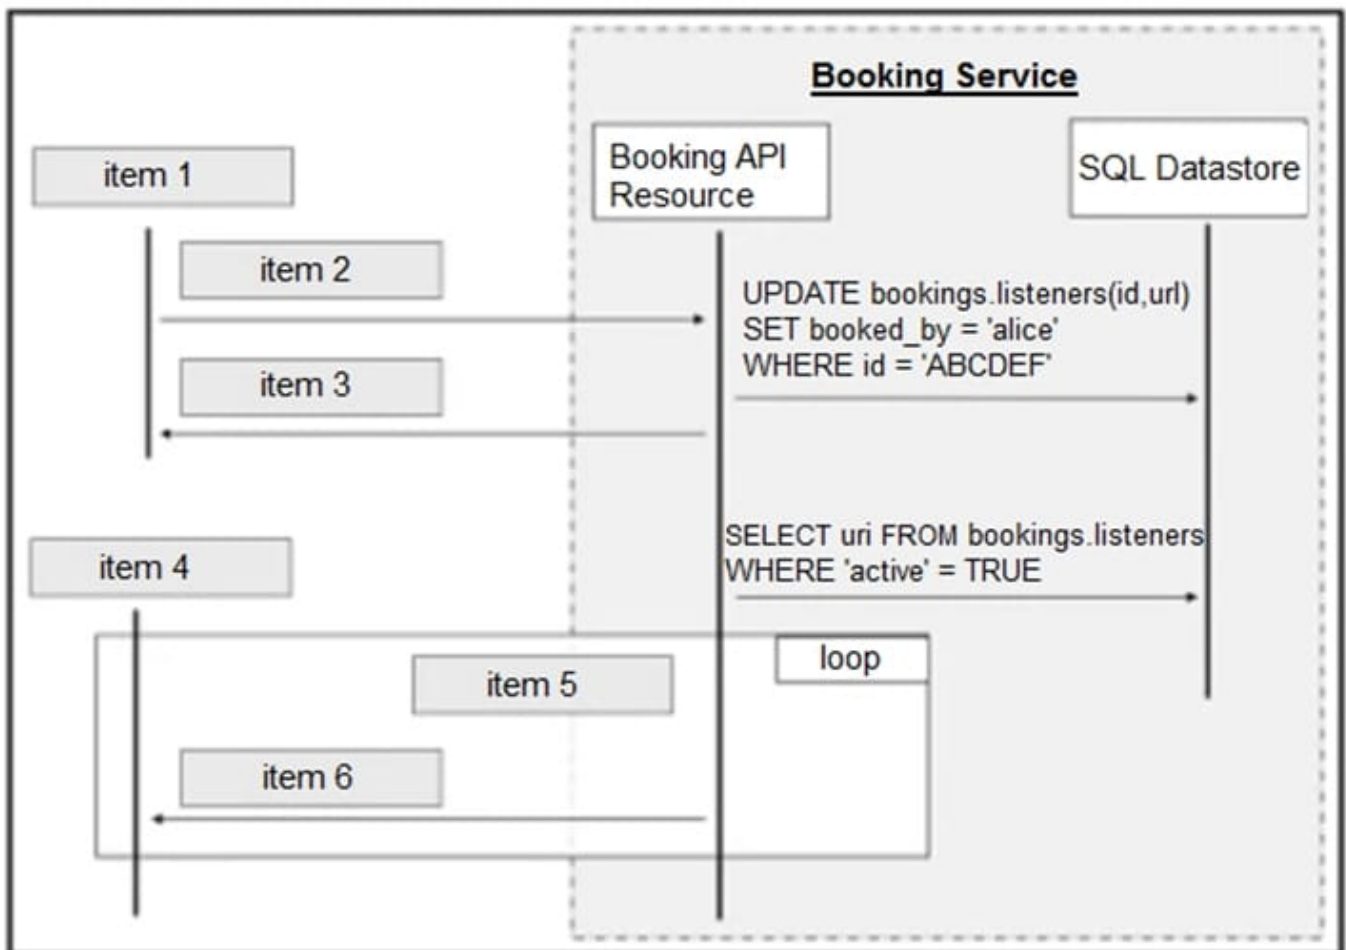 Booking Service
item 1
Booking API
Resource
SQL Datastore
item 2
UPDATE bookings.listeners(id,url)
SET booked_by = 'alice'
WHERE id = 'ABCDEF'
item 3
SELECT uri FROM bookings.listeners
WHERE 'active' = TRUE
item 4
loop
item 5
item 6